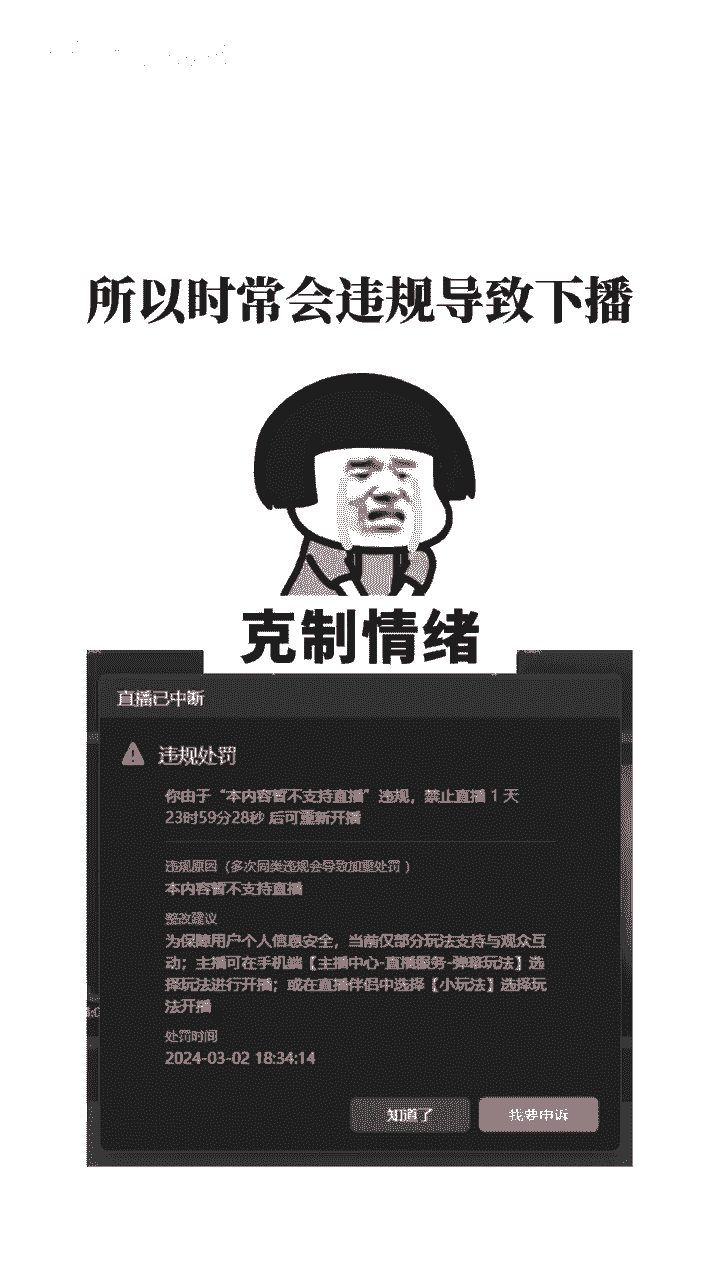 所以时常会违规导致下播
克制情绪
直播已中断
违规处罚
你由于“本内容暂不支持直播”违规，禁止直播 1 天
23时59分28秒 后可重新开播
违规原因（多次同类违规会导致加重处罚）
本内容暂不支持直播
整改建议
为保障用户个人信息安全，当前仅部分玩法支持与观众互
动；主播可在手机端【主播中心-直播服务-弹幕玩法】选
择玩法进行开播；或在直播伴侣中选择【小玩法】选择玩
法开播
处罚时间
2024-03-02 18:34:14
知道了
我要申诉